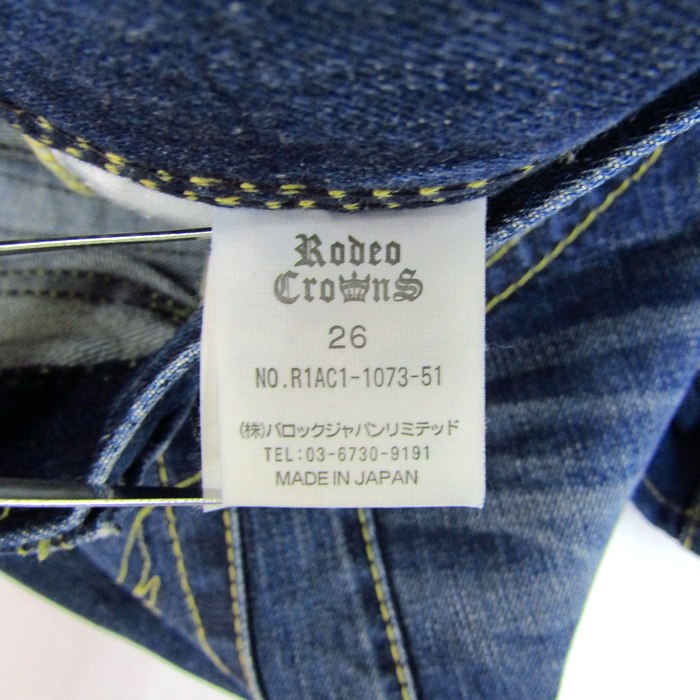 Rodeo
Crowns
26
NO.R1AC1-1073-51
(株)バロックジャパンリミテッド
TEL:03-6730-9191
MADE IN JAPAN